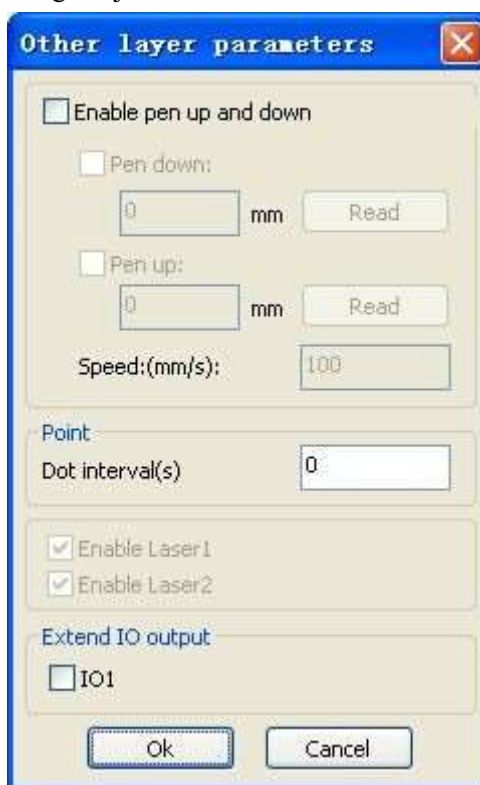 Other layer parameters
Enable pen up and down
Pen down:
0 mm Read
Pen up:
0 mm Read
Speed:(mm/s): 100
Point
Dot interval(s) 0
Enable Laser1
Enable Laser2
Extend IO output
IO1
Ok Cancel